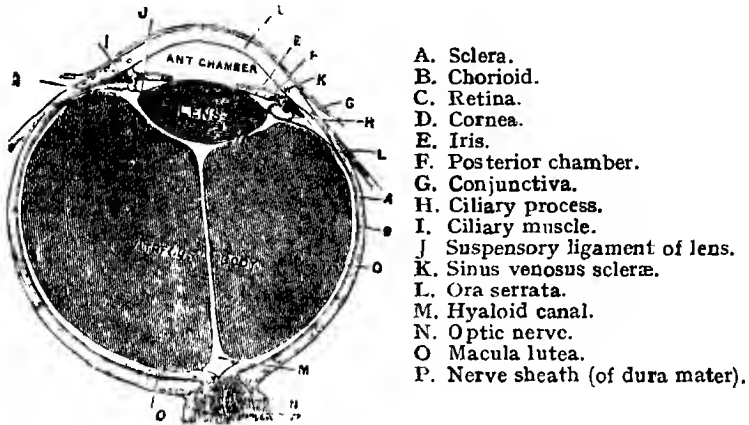 J
I
E
ANT CHAMBER
F
K
G
H
LENS
L
A
B
O
M
N
O
A. Sclera.
B. Chorioid.
C. Retina.
D. Cornea.
E. Iris.
F. Posterior chamber.
G. Conjunctiva.
H. Ciliary process.
I. Ciliary muscle.
J Suspensory ligament of lens.
K. Sinus venosus scleræ.
L. Ora serrata.
M. Hyaloid canal.
N. Optic nerve.
O Macula lutea.
P. Nerve sheath (of dura mater).